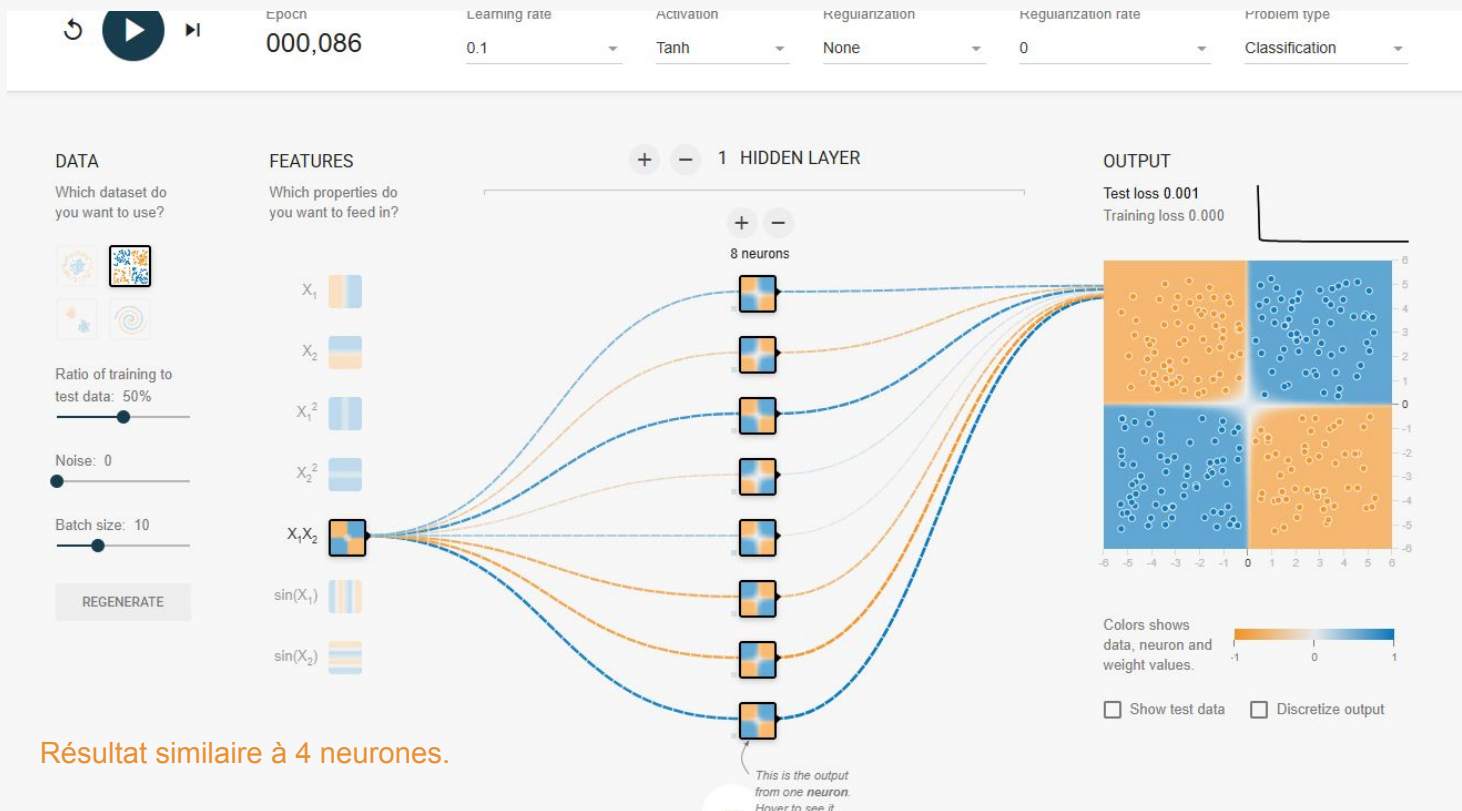 Epoch
000,086
Learning rate
0.1
Activation
Tanh
Regularization
None
Regularization rate
0
Problem type
Classification
DATA
Which dataset do
you want to use?
Ratio of training to
test data: 50%
Noise: 0
Batch size: 10
REGENERATE
FEATURES
Which properties do
you want to feed in?
X1
X2
X1²
X2²
X1X2
sin(X1)
sin(X2)
+ − 1 HIDDEN LAYER
+ −
8 neurons
This is the output
from one neuron.
Hover to see it
OUTPUT
Test loss 0.001
Training loss 0.000
6
5
4
3
2
1
0
-1
-2
-3
-4
-5
-6
-6 -5 -4 -3 -2 -1 0 1 2 3 4 5 6
Colors shows
data, neuron and
weight values.
-1 0 1
Show test data Discretize output
Résultat similaire à 4 neurones.